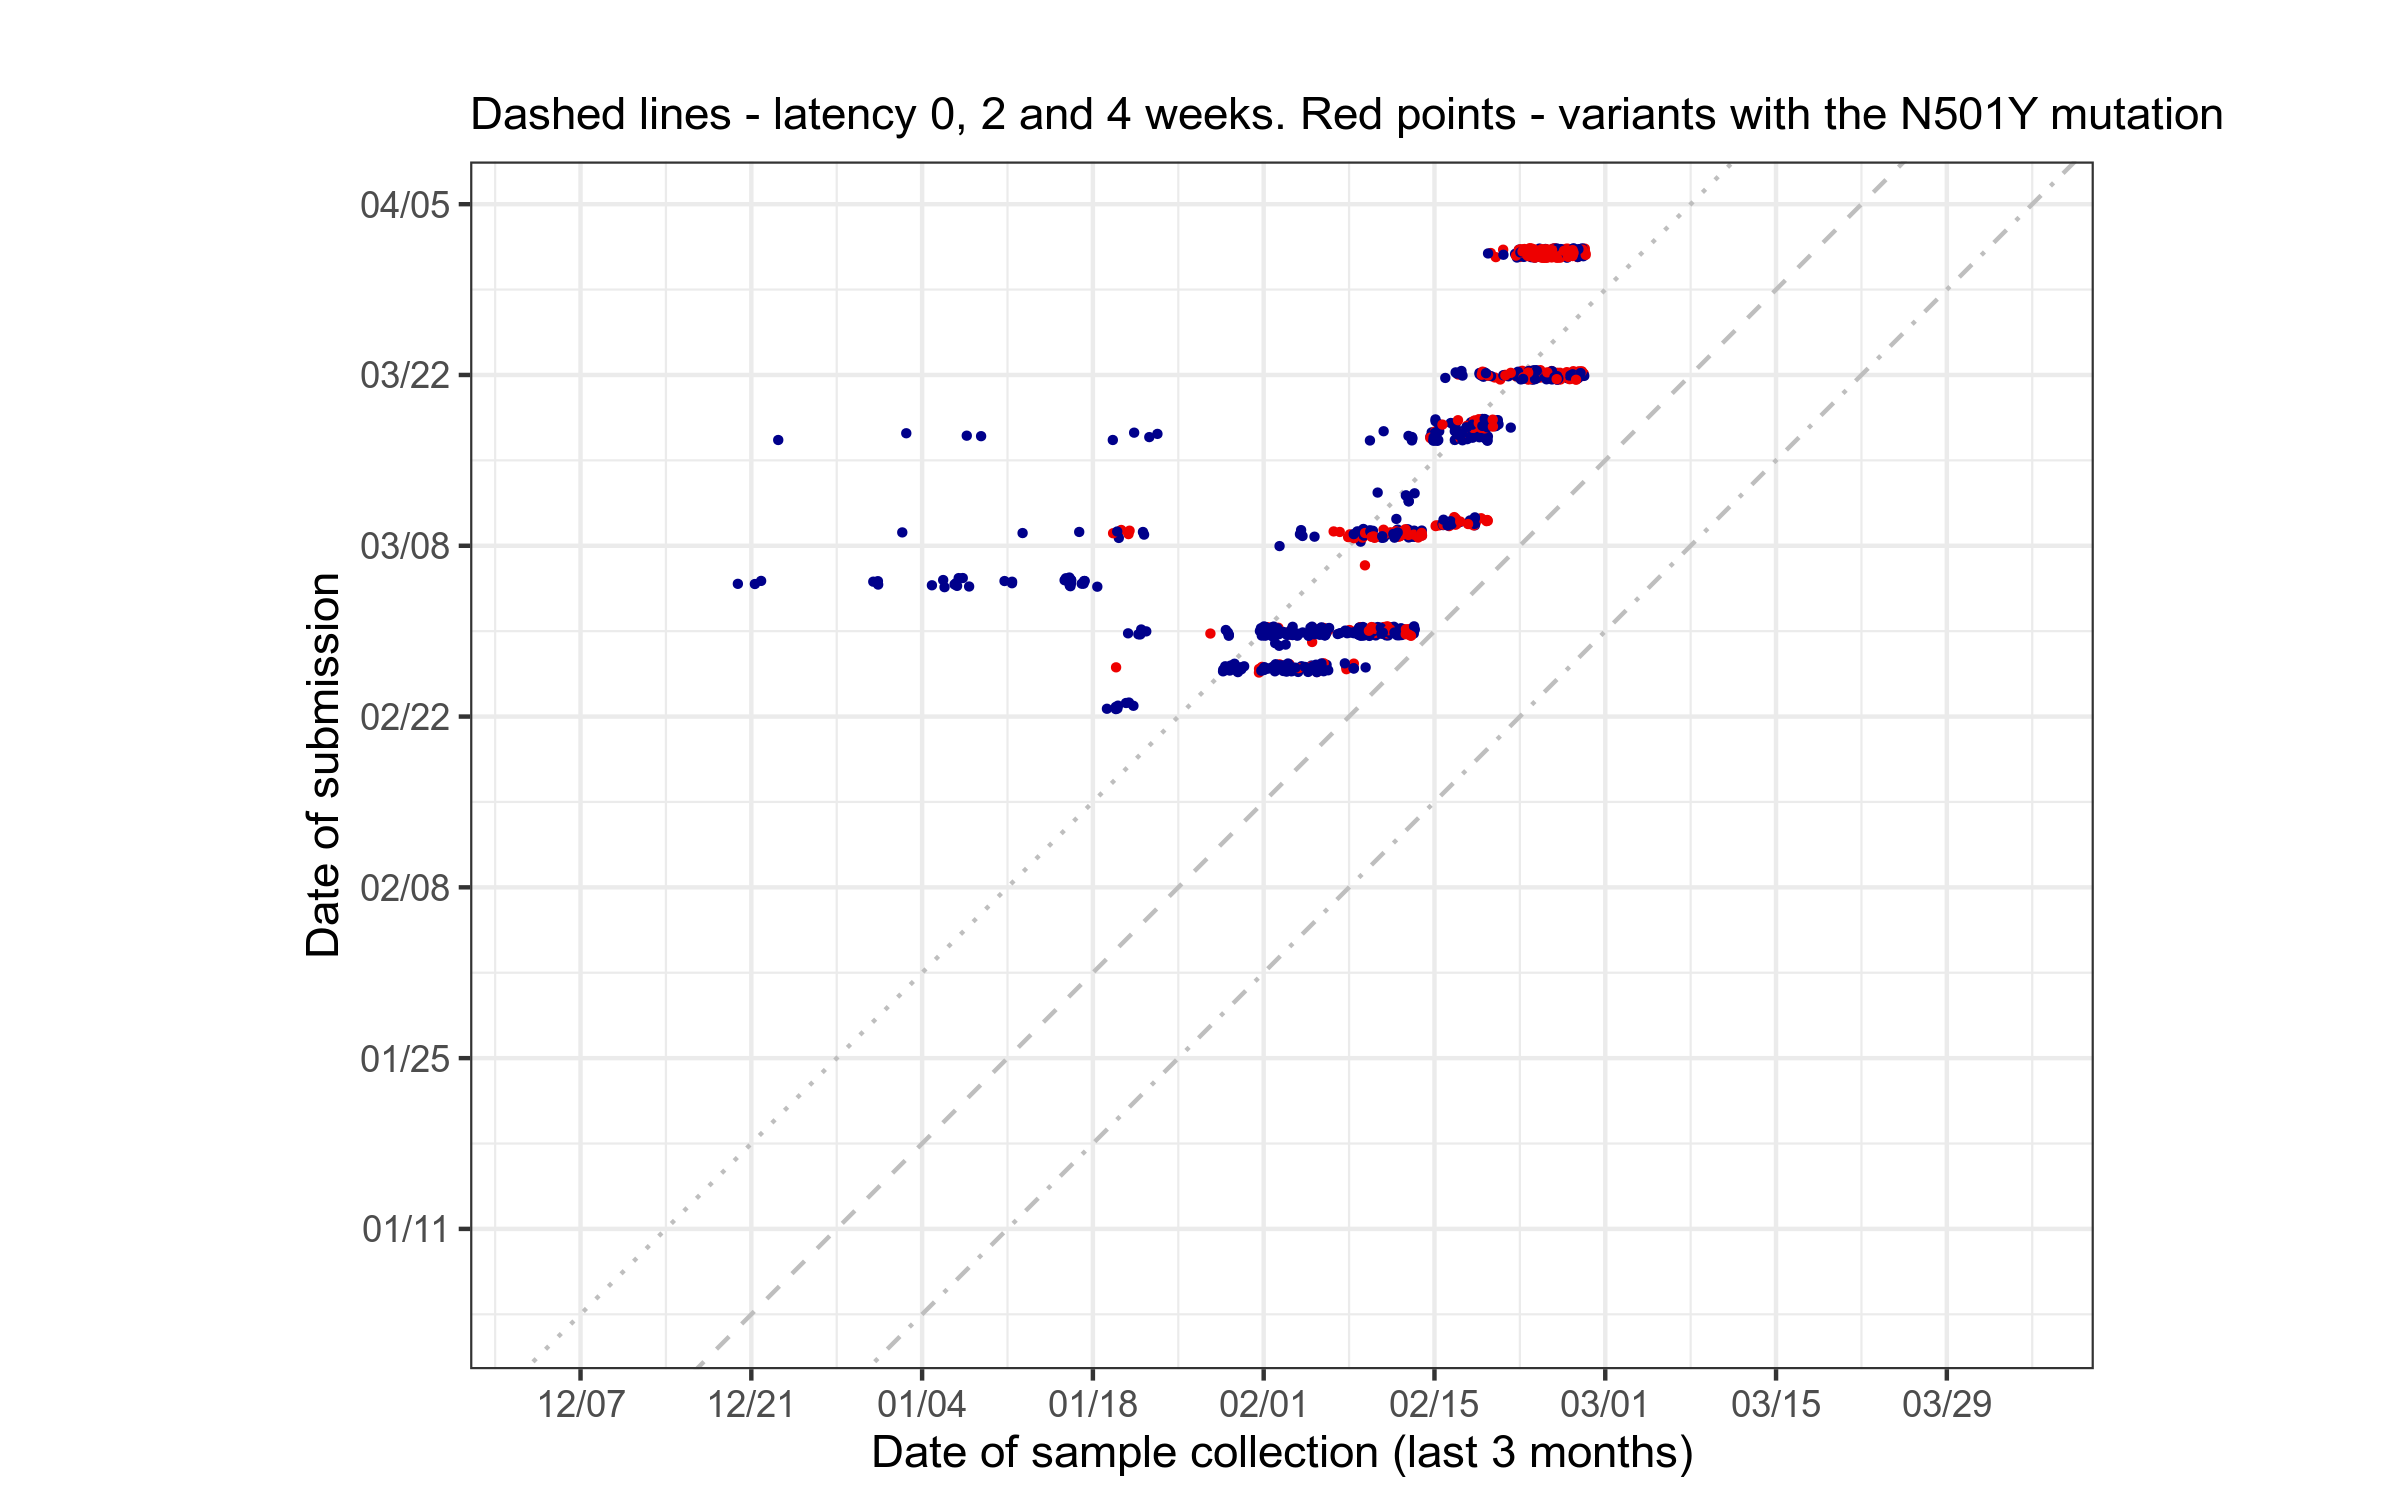 Dashed lines - latency 0, 2 and 4 weeks. Red points - variants with the N501Y mutation
Date of submission
04/05
03/22
03/08
02/22
02/08
01/25
01/11
12/07 12/21 01/04 01/18 02/01 02/15 03/01 03/15 03/29
Date of sample collection (last 3 months)